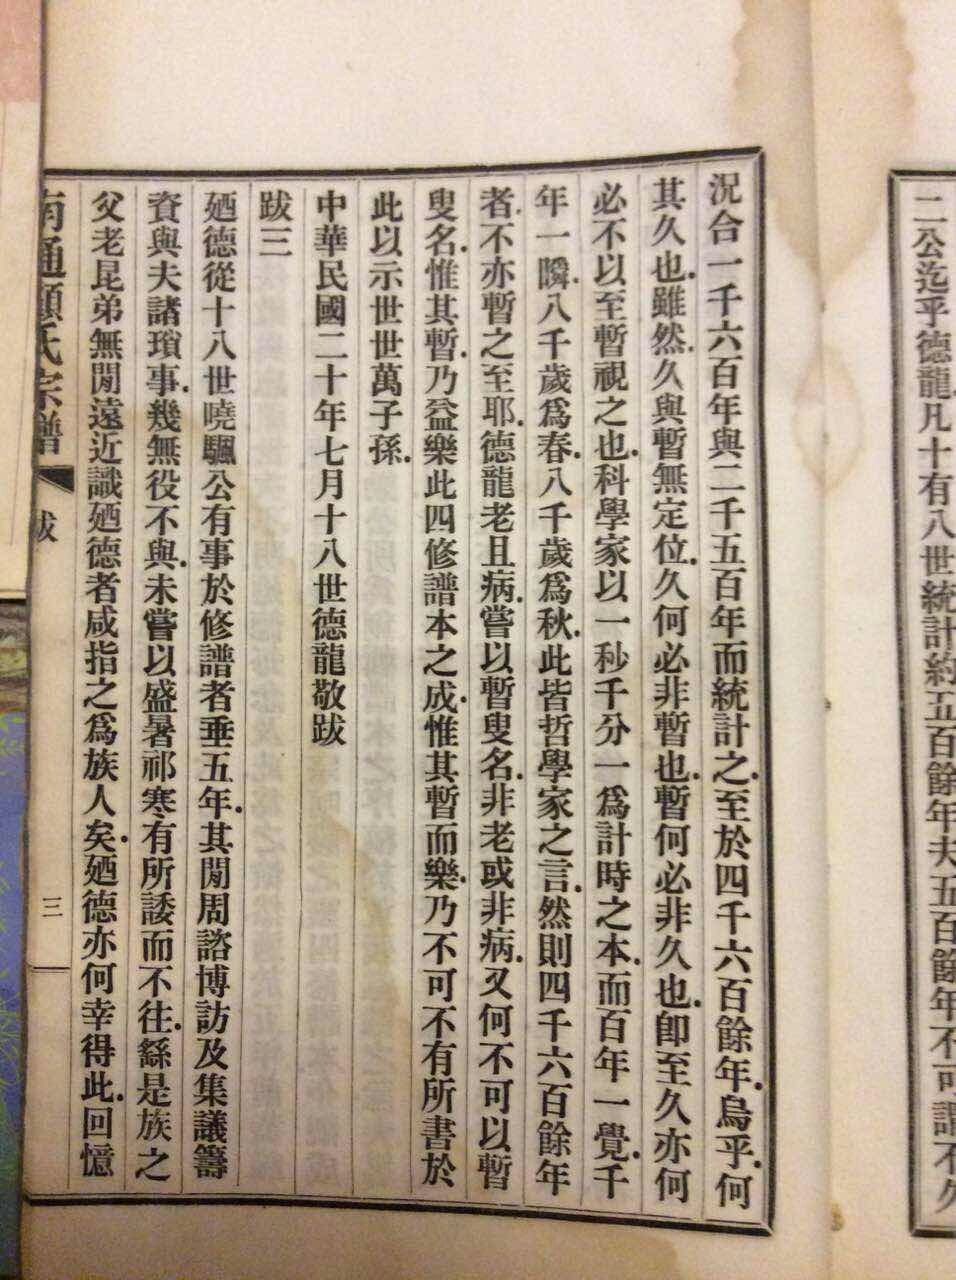 二公迄乎德龍凡十有八世統計約五百餘年夫五百餘年不可謂不久
況合一千六百年與二千五百年而統計之．至於四千六百餘年．烏乎．何
其久也．雖然．久與暫無定位．久何必非暫也．暫何必非久也．卽至久亦何
必不以至暫視之也．科學家以一秒千分一爲計時之本．而百年一覺．千
年一瞬．八千歲爲春．八千歲爲秋．此皆哲學家之言．然則四千六百餘年
者．不亦暫之至耶．德龍老且病．嘗以暫叟名．非老或非病．又何不可以暫
叟名．惟其暫．乃益樂此四修譜本之成．惟其暫而樂．乃不可不有所書於
此以示世世萬子孫．
中華民國二十年七月十八世德龍敬跋
跋三
廼德從十八世曉颿公有事於修譜者垂五年．其閒周諮博訪及集議籌
資與夫諸瑣事．幾無役不與．未嘗以盛暑祁寒有所諉而不往．繇是族之
父老昆弟無閒遠近識廼德者咸指之爲族人矣．廼德亦何幸得此．回憶
南通顧氏宗譜 跋 三